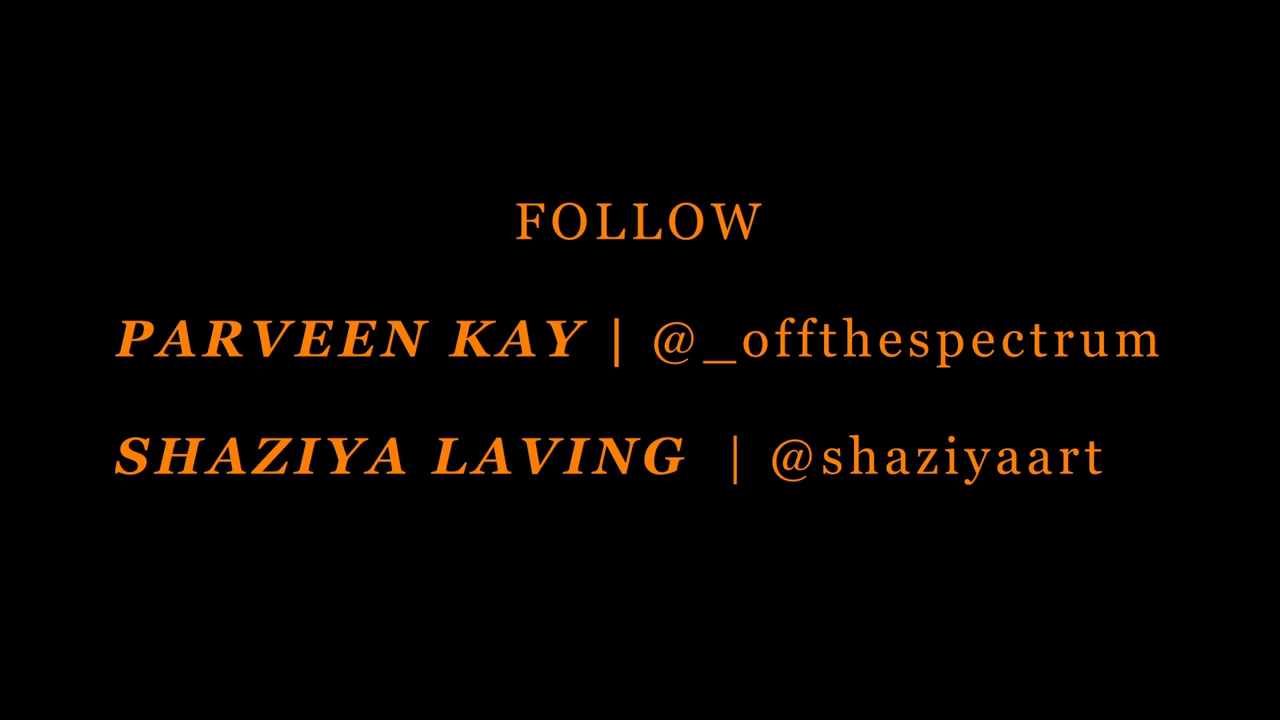 FOLLOW
PARVEEN KAY | @_offthespectrum
SHAZIYA LAVING | @shaziyaart